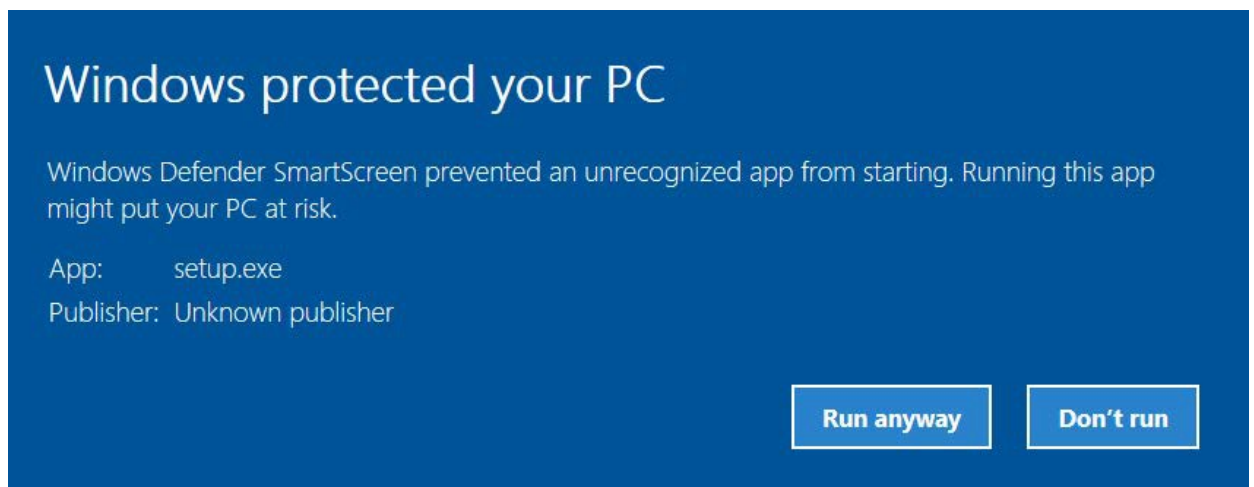 Windows protected your PC
Windows Defender SmartScreen prevented an unrecognized app from starting. Running this app
might put your PC at risk.
App: setup.exe
Publisher: Unknown publisher
Run anyway Don’t run